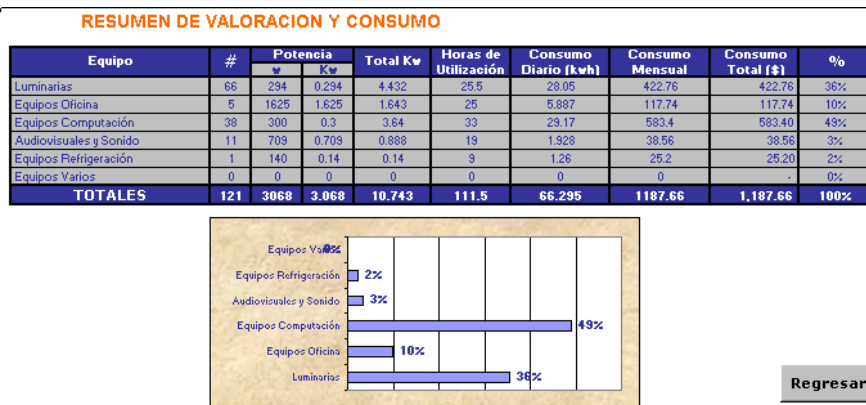 RESUMEN DE VALORACION Y CONSUMO
Equipo # Potencia Total Kw Horas de Utilización Consumo Diario (kwh) Consumo Mensual Consumo Total ($) %
w Kw
Luminarias 66 294 0.294 4.432 25.5 28.05 422.76 422.76 36%
Equipos Oficina 5 1625 1.625 1.643 25 5.887 117.74 117.74 10%
Equipos Computación 38 300 0.3 3.64 33 29.17 583.4 583.40 49%
Audiovisuales y Sonido 11 709 0.709 0.888 19 1.928 38.56 38.56 3%
Equipos Refrigeración 1 140 0.14 0.14 9 1.26 25.2 25.20 2%
Equipos Varios 0 0 0 0 0 0 0 - 0%
TOTALES 121 3068 3.068 10.743 111.5 66.295 1187.66 1,187.66 100%
Equipos Varios 0%
Equipos Refrigeración 2%
Audiovisuales y Sonido 3%
Equipos Computación 49%
Equipos Oficina 10%
Luminarias 36%
Regresar